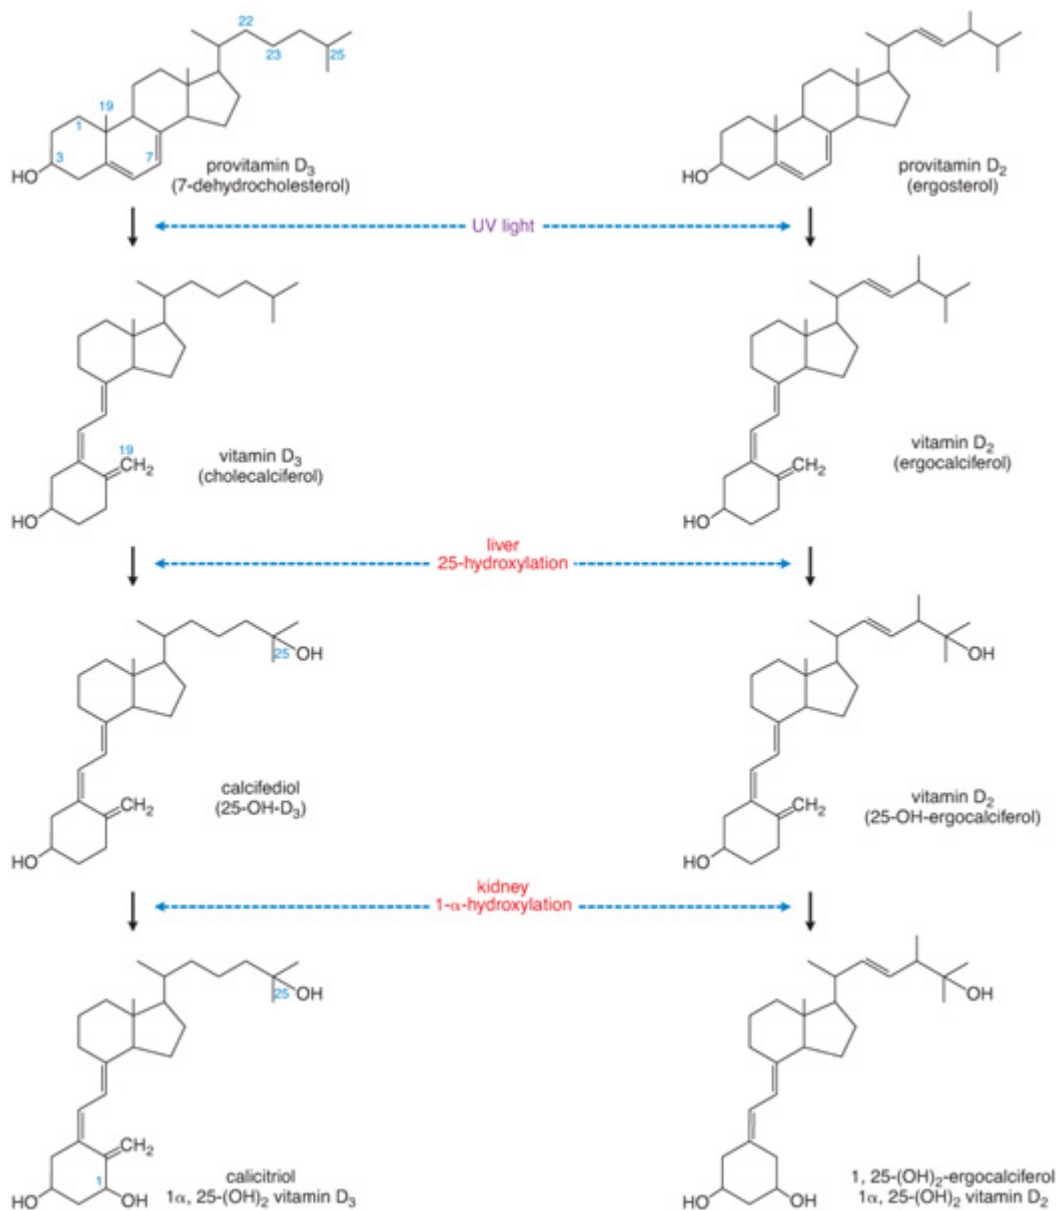 22
23
25
19
1
3
7
HO
provitamin D₃
(7-dehydrocholesterol)
HO
provitamin D₂
(ergosterol)
UV light
19
CH₂
HO
vitamin D₃
(cholecalciferol)
CH₂
HO
vitamin D₂
(ergocalciferol)
liver
25-hydroxylation
25
OH
CH₂
HO
calcifediol
(25-OH-D₃)
OH
CH₂
HO
vitamin D₂
(25-OH-ergocalciferol)
kidney
1-α-hydroxylation
25
OH
CH₂
1
HO
OH
calicitriol
1α, 25-(OH)₂ vitamin D₃
OH
HO
OH
1, 25-(OH)₂-ergocalciferol
1α, 25-(OH)₂ vitamin D₂